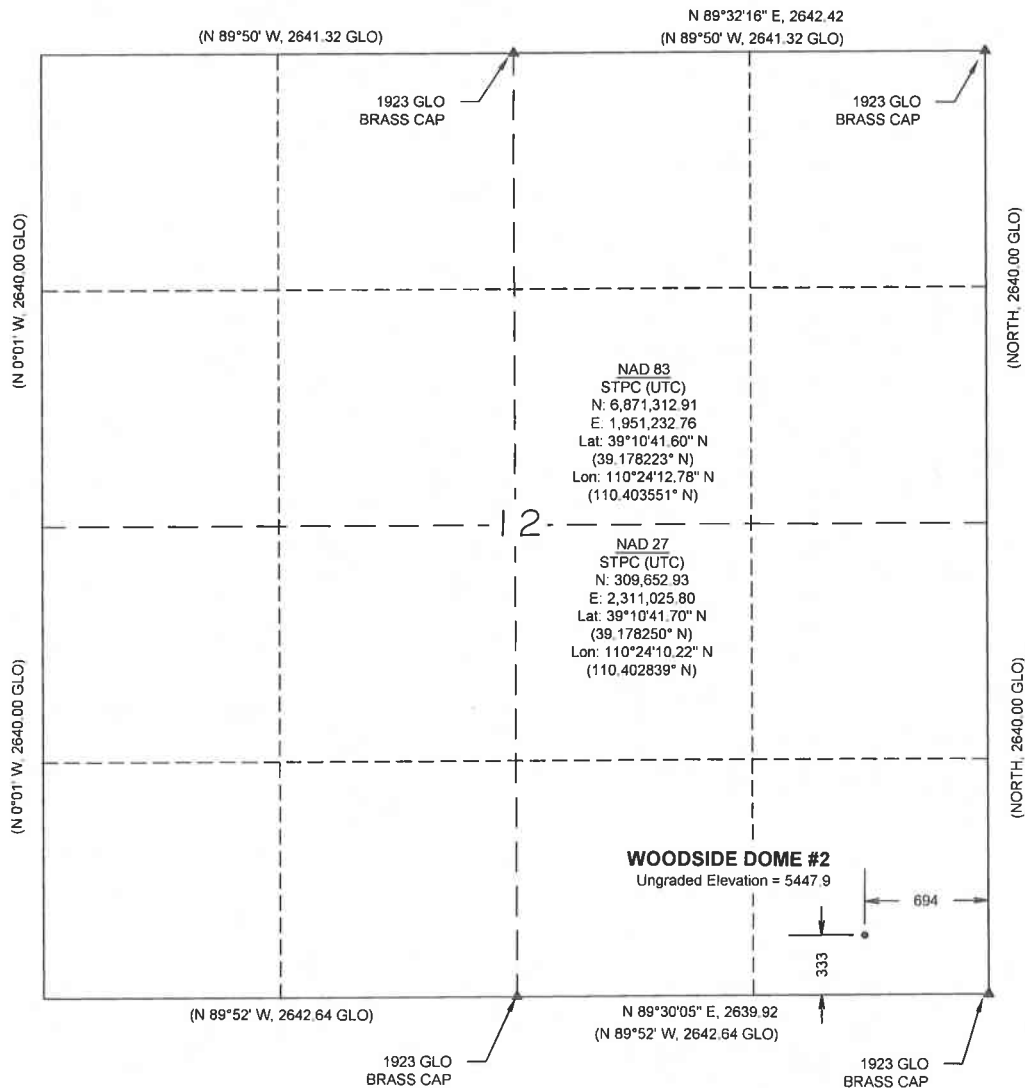 N 89°32'16" E, 2642.42
(N 89°50' W, 2641.32 GLO)
(N 89°50' W, 2641.32 GLO)
1923 GLO
BRASS CAP
1923 GLO
BRASS CAP
(N 0°01' W, 2640.00 GLO)
(NORTH, 2640.00 GLO)
NAD 83
STPC (UTC)
N: 6,871,312.91
E: 1,951,232.76
Lat: 39°10'41.60" N
(39.178223° N)
Lon: 110°24'12.78" N
(110.403551° N)
12
NAD 27
STPC (UTC)
N: 309,652.93
E: 2,311,025.80
Lat: 39°10'41.70" N
(39.178250° N)
Lon: 110°24'10.22" N
(110.402839° N)
(N 0°01' W, 2640.00 GLO)
(NORTH, 2640.00 GLO)
WOODSIDE DOME #2
Ungraded Elevation = 5447.9
694
333
(N 89°52' W, 2642.64 GLO)
N 89°30'05" E, 2639.92
(N 89°52' W, 2642.64 GLO)
1923 GLO
BRASS CAP
1923 GLO
BRASS CAP